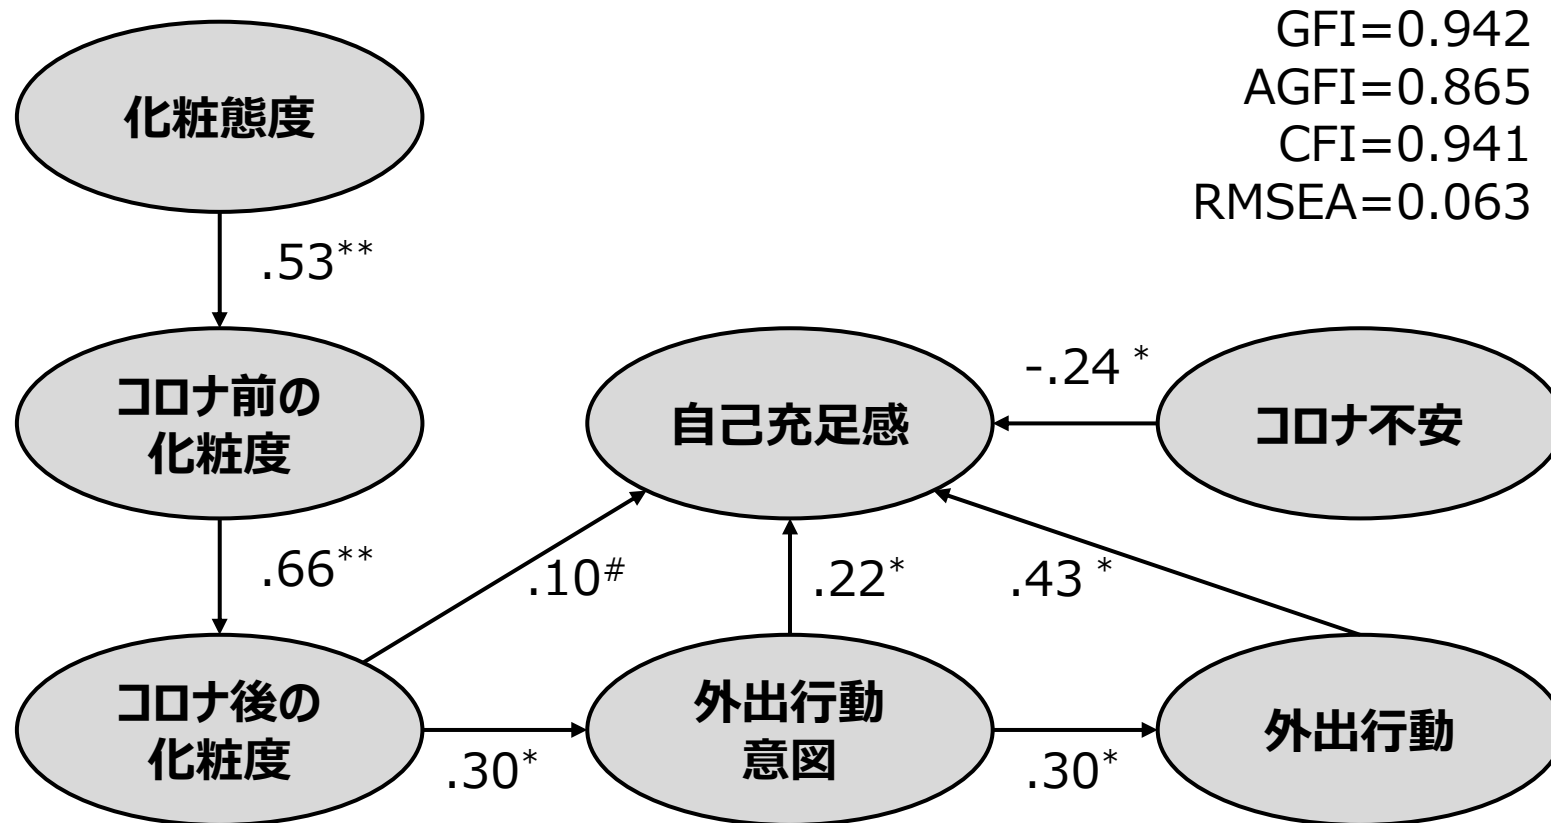 GFI=0.942
AGFI=0.865
CFI=0.941
RMSEA=0.063
化粧態度
.53**
コロナ前の
化粧度
自己充足感
-.24 *
コロナ不安
.66**
.10#
.22*
.43 *
コロナ後の
化粧度
.30*
外出行動
意図
.30*
外出行動